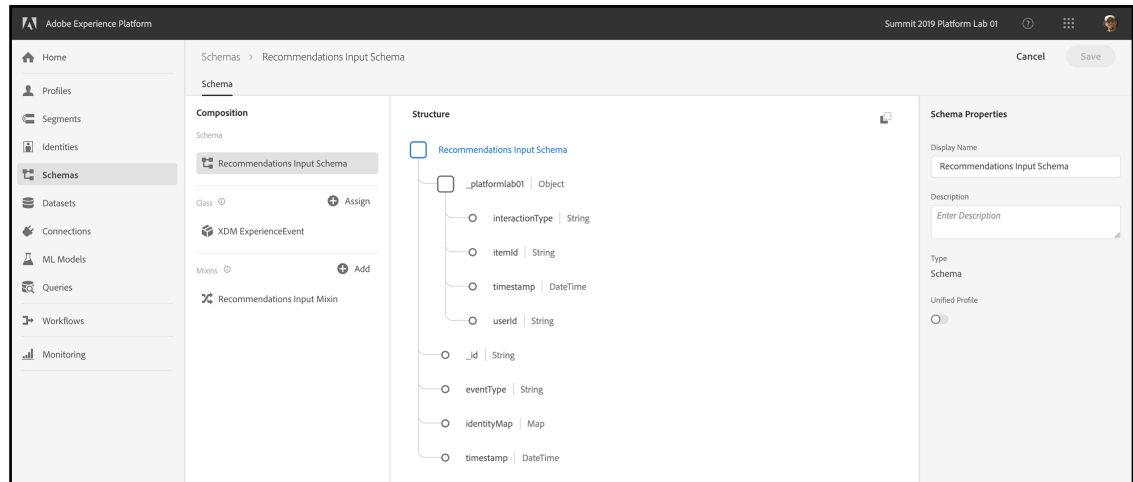 Adobe Experience Platform
Summit 2019 Platform Lab 01
Home
Profiles
Segments
Identities
Schemas
Datasets
Connections
ML Models
Queries
Workflows
Monitoring
Schemas > Recommendations Input Schema
Cancel
Save
Schema
Composition
Schema
Recommendations Input Schema
Class
Assign
XDM ExperienceEvent
Mixins
Add
Recommendations Input Mixin
Structure
Recommendations Input Schema
_platformlab01 | Object
interactionType | String
itemId | String
timestamp | DateTime
userId | String
_id | String
eventType | String
identityMap | Map
timestamp | DateTime
Schema Properties
Display Name
Recommendations Input Schema
Description
Enter Description
Type
Schema
Unified Profile